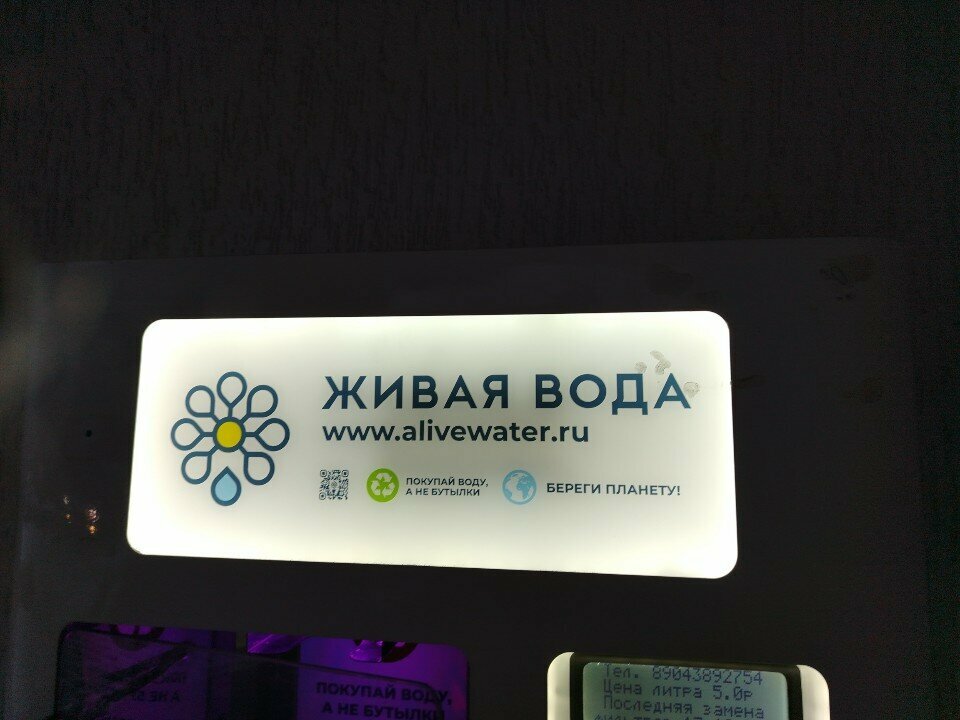 ЖИВАЯ ВОДА
www.alivewater.ru
ПОКУПАЙ ВОДУ,
А НЕ БУТЫЛКИ
БЕРЕГИ ПЛАНЕТУ!
ПОКУПАЙ ВОДУ,
А НЕ БУТЫЛКИ
Тел. 89043892754
Цена литра 5.0р
Последняя замена